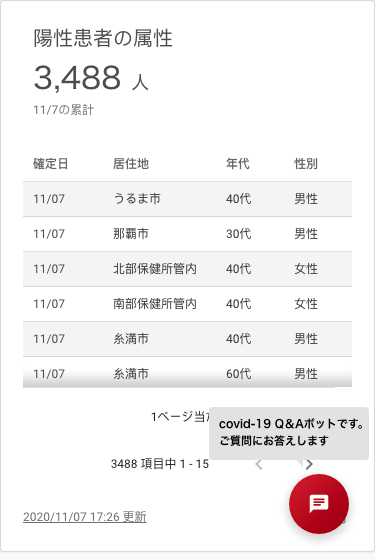 陽性患者の属性
3,488 人
11/7の累計
確定日 居住地 年代 性別
11/07 うるま市 40代 男性
11/07 那覇市 30代 男性
11/07 北部保健所管内 40代 女性
11/07 南部保健所管内 40代 女性
11/07 糸満市 40代 男性
11/07 糸満市 60代 男性
1ページ当
covid-19 Q&Aボットです。
ご質問にお答えします
3488 項目中 1 - 15
2020/11/07 17:26 更新